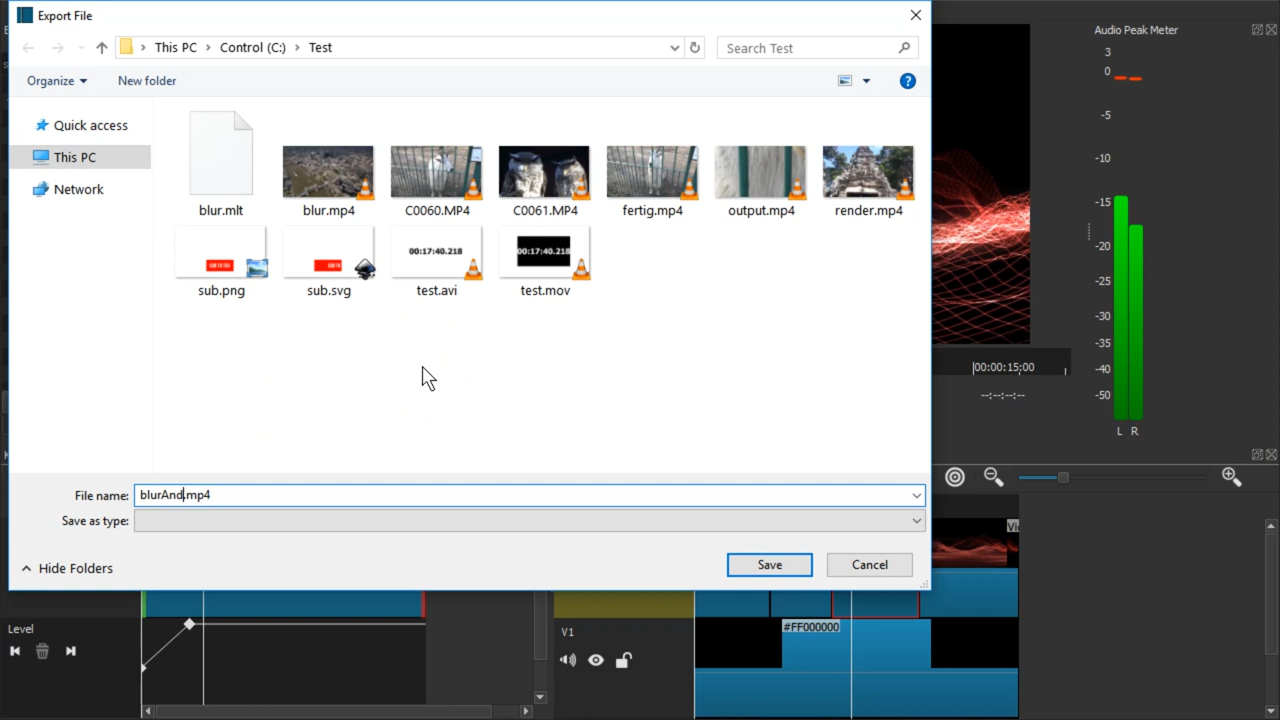 Export File
Audio Peak Meter
This PC
Control (C:)
Test
Search Test
Organize
New folder
?
Quick access
This PC
Network
blur.mlt
blur.mp4
C0060.MP4
C0061.MP4
fertig.mp4
output.mp4
render.mp4
00:17:40.218
00:17:40.218
sub.png
sub.svg
test.avi
test.mov
3
0
-5
-10
-15
-20
-25
-30
-35
-40
-50
L R
00:00:15;00
--:--:--:--
File name: blurAnd.mp4
Save as type:
Hide Folders
Save
Cancel
Level
V1
#FF000000